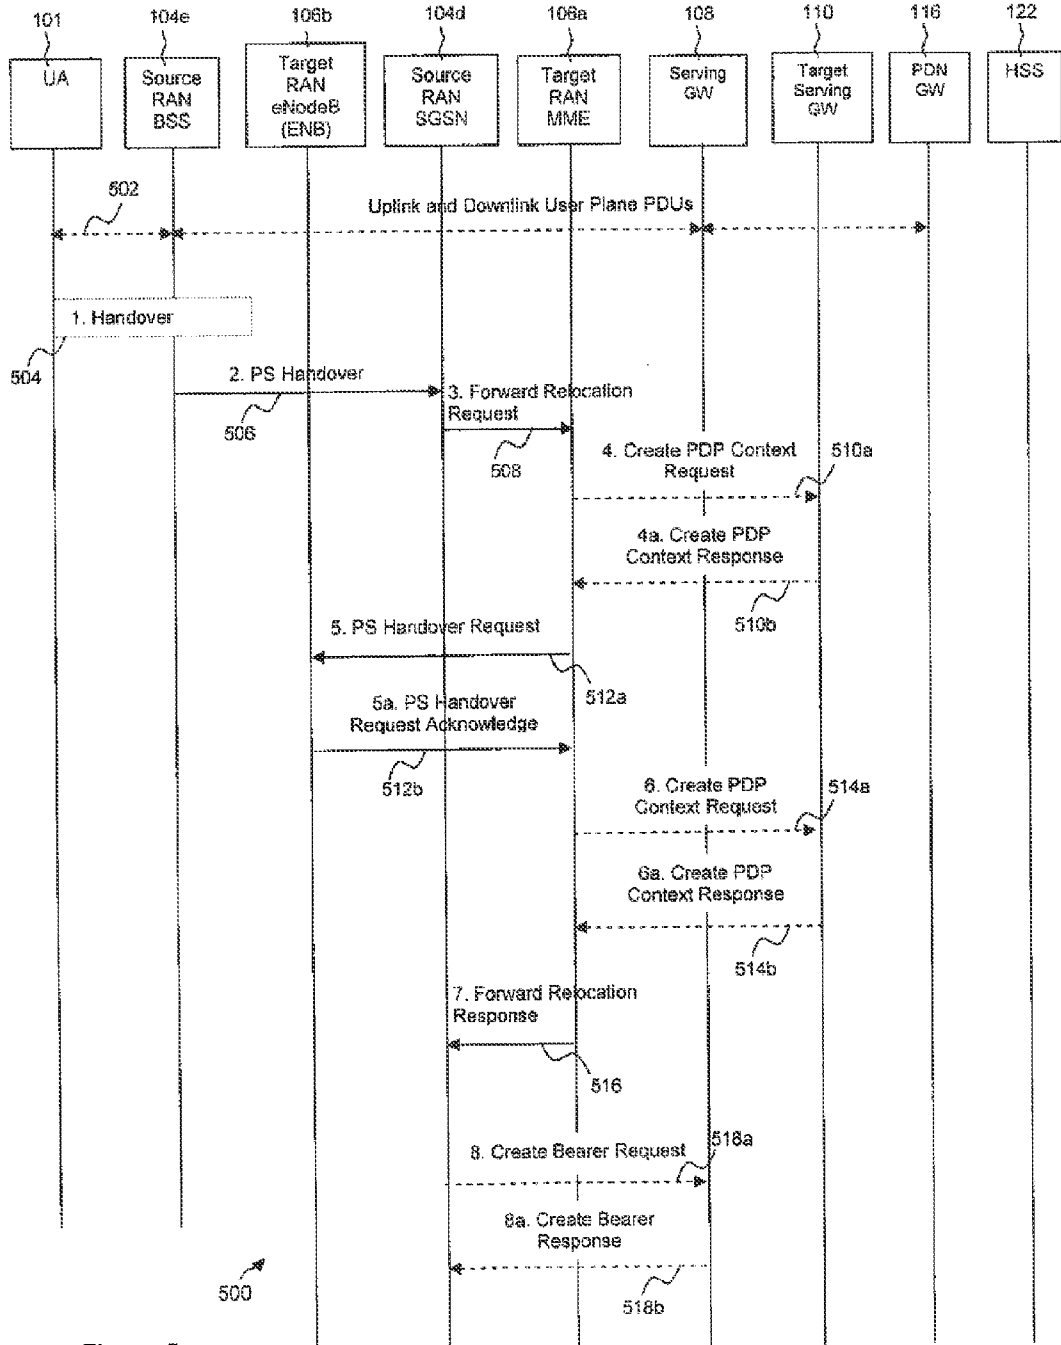 101
104e
106b
104d
106a
108
110
116
122
UA
Source
RAN
BSS
Target
RAN
eNodeB
(ENB)
Source
RAN
SGSN
Target
RAN
MME
Serving
GW
Target
Serving
GW
PDN
GW
HSS
502
Uplink and Downlink User Plane PDUs
1. Handover
504
2. PS Handover
506
3. Forward Relocation
Request
508
4. Create PDP Context
Request
510a
4a. Create PDP
Context Response
510b
5. PS Handover Request
512a
5a. PS Handover
Request Acknowledge
512b
6. Create PDP
Context Request
514a
6a. Create PDP
Context Response
514b
7. Forward Relocation
Response
516
8. Create Bearer Request
518a
8a. Create Bearer
Response
518b
500